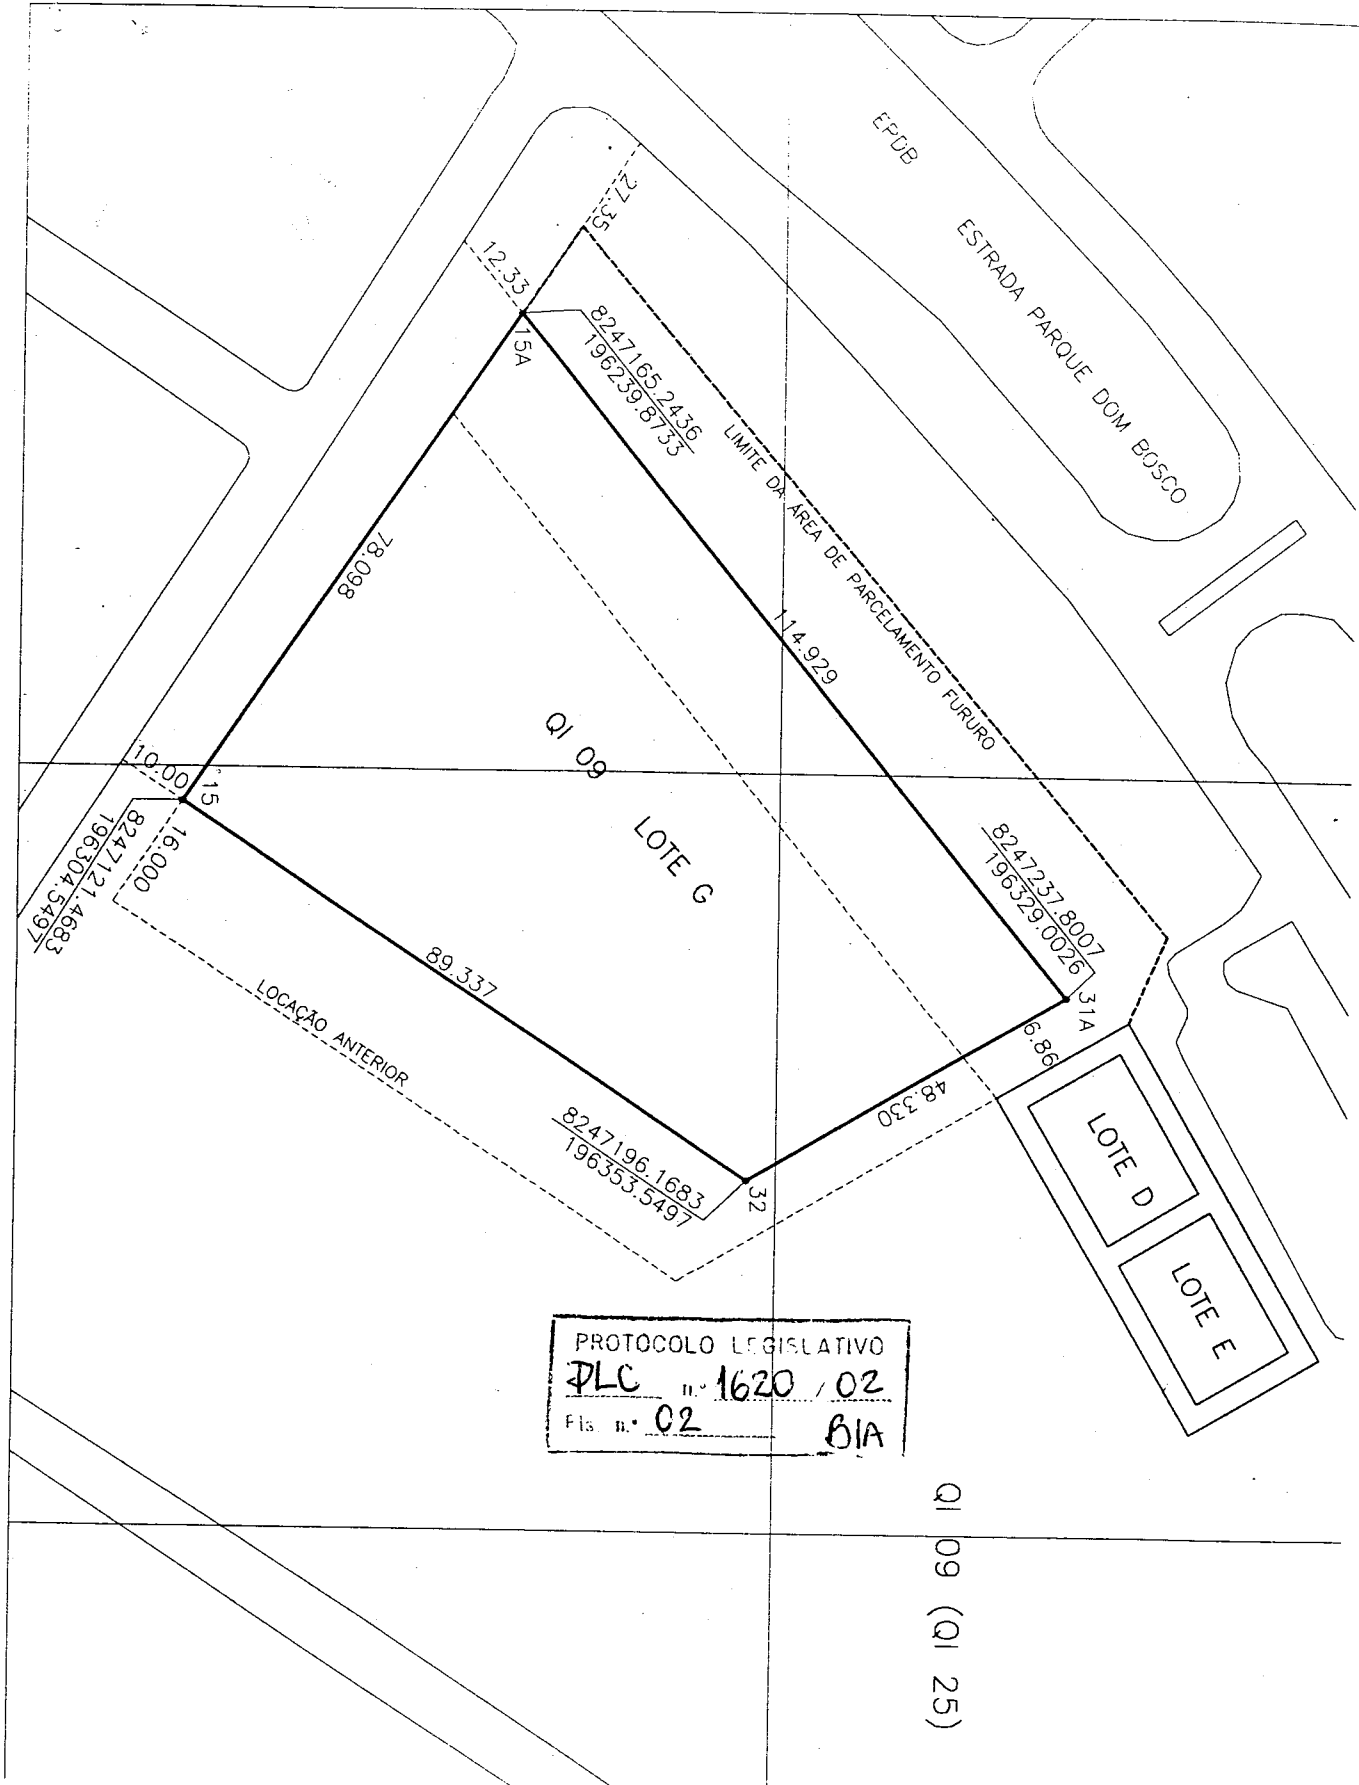 EPDB
ESTRADA PARQUE DOM BOSCO
27.35
12.33
15A
8247165.2436
196239.8733
LIMITE DA AREA DE PARCELAMENTO FURURO
114.929
78.098
QI 09
LOTE G
10.00
15
16.000
8247121.4683
196304.5497
8247237.8007
196329.0026
31A
6.86
48.330
89.337
LOCAÇÃO ANTERIOR
8247196.1683
196353.5497
32
LOTE D
LOTE E
PROTOCOLO LEGISLATIVO
PLC n.º 1620 / 02
Fls. n.º 02 BIA
QI 09 (QI 25)